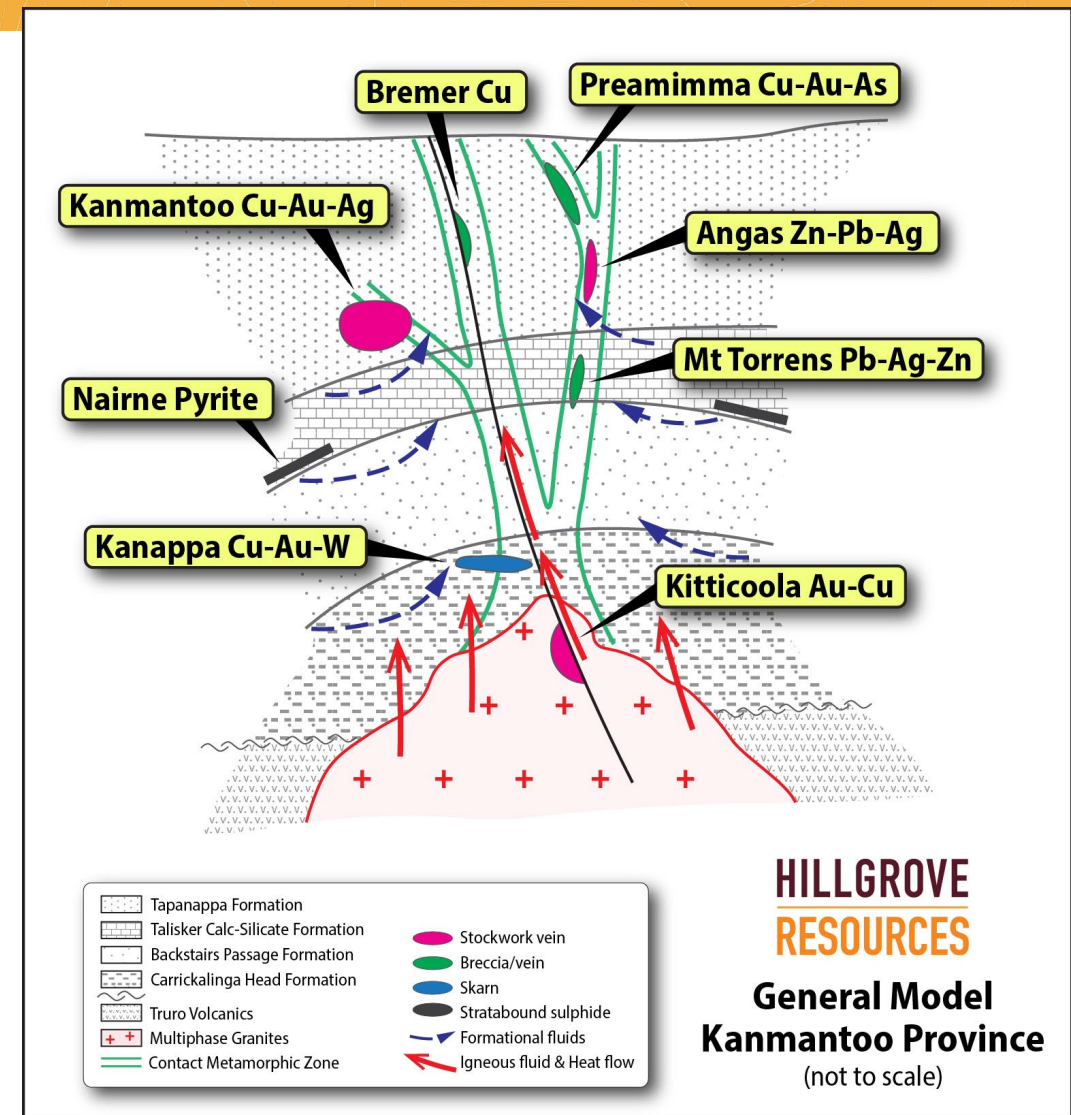 Bremer Cu
Preamimma Cu-Au-As
Kanmantoo Cu-Au-Ag
Angas Zn-Pb-Ag
Mt Torrens Pb-Ag-Zn
Nairne Pyrite
Kanappa Cu-Au-W
Kitticoola Au-Cu
Tapanappa Formation
Talisker Calc-Silicate Formation
Backstairs Passage Formation
Carrickalinga Head Formation
Truro Volcanics
Multiphase Granites
Contact Metamorphic Zone
Stockwork vein
Breccia/vein
Skarn
Stratabound sulphide
Formational fluids
Igneous fluid & Heat flow
HILLGROVE
RESOURCES
General Model
Kanmantoo Province
(not to scale)